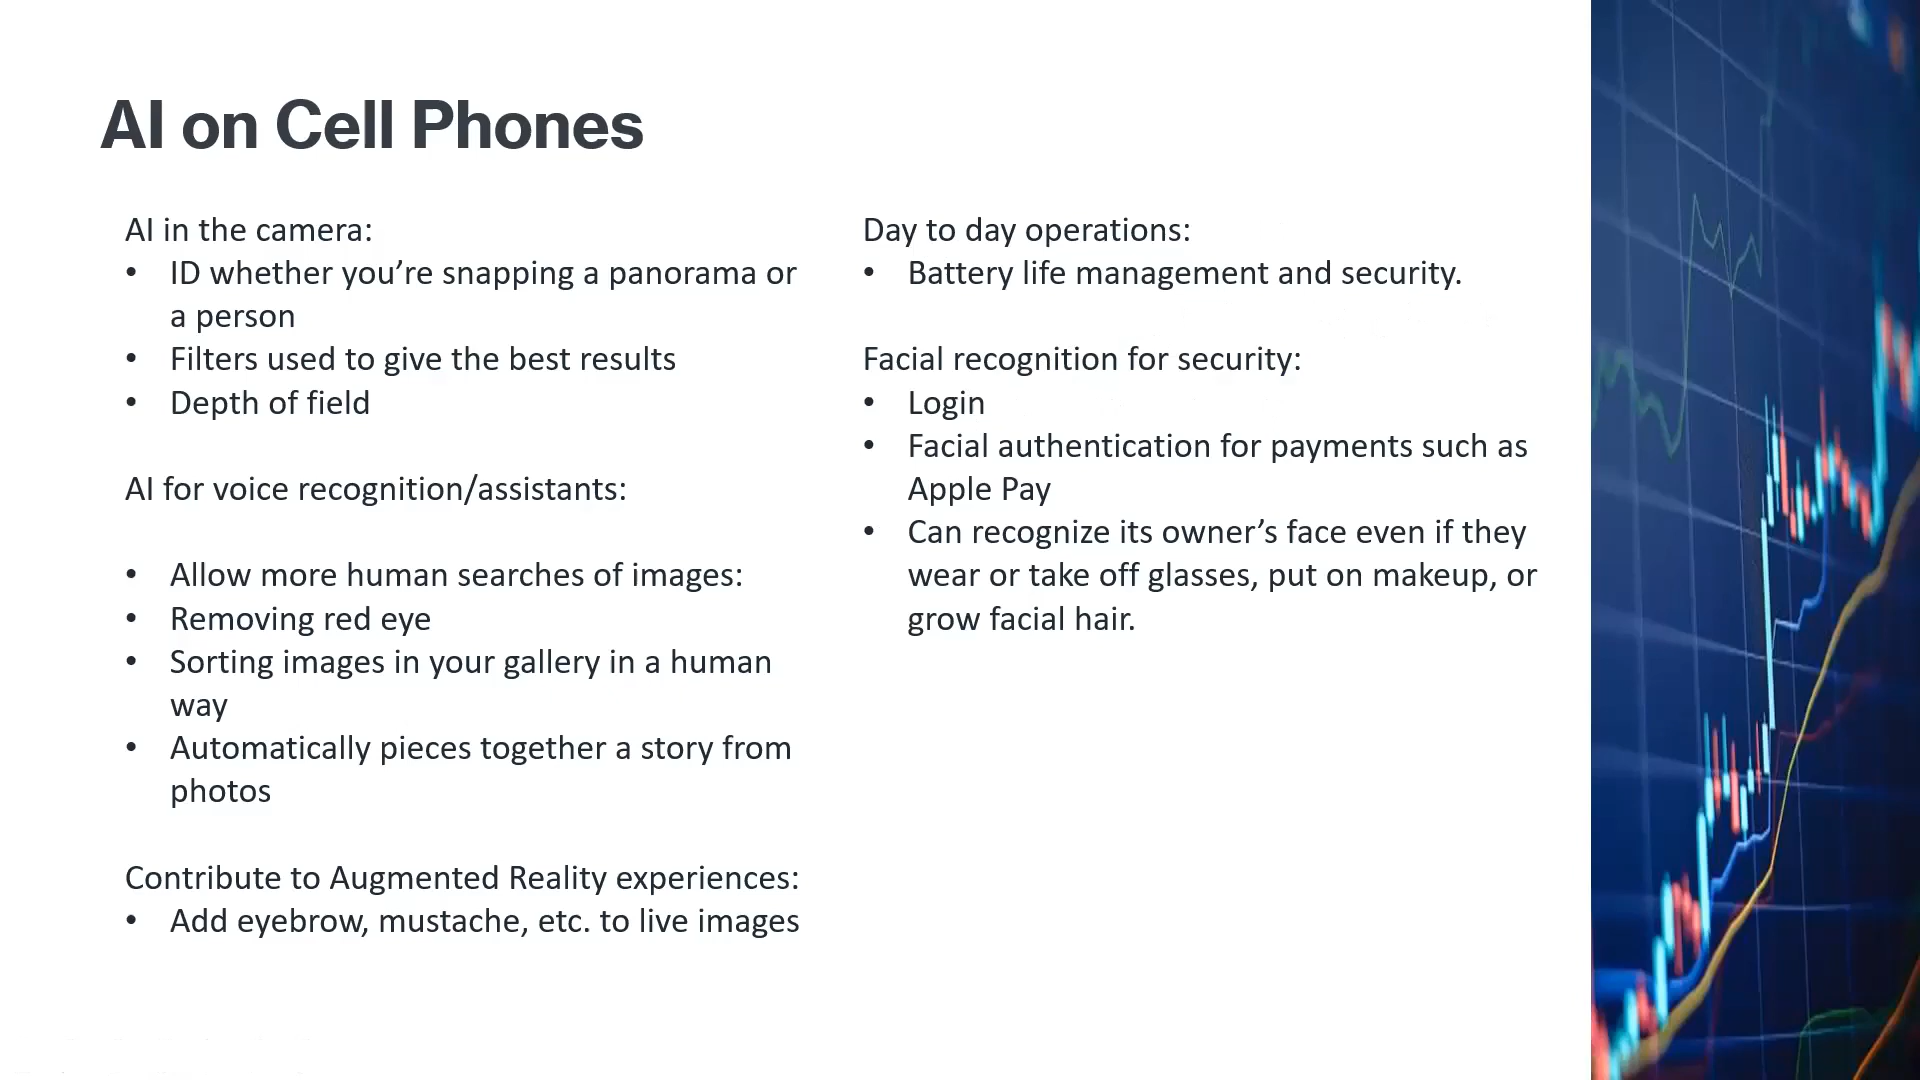 AI on Cell Phones
AI in the camera:
• ID whether you’re snapping a panorama or
a person
• Filters used to give the best results
• Depth of field
AI for voice recognition/assistants:
• Allow more human searches of images:
• Removing red eye
• Sorting images in your gallery in a human
way
• Automatically pieces together a story from
photos
Contribute to Augmented Reality experiences:
• Add eyebrow, mustache, etc. to live images
Day to day operations:
• Battery life management and security.
Facial recognition for security:
• Login
• Facial authentication for payments such as
Apple Pay
• Can recognize its owner’s face even if they
wear or take off glasses, put on makeup, or
grow facial hair.